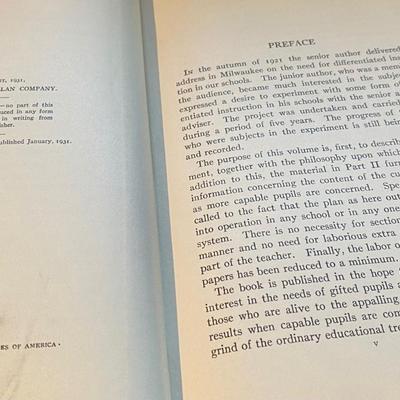 T, 1931,
LLAN COMPANY.
—no part of this
duced in any form
in writing from
sher.
ublished January, 1931.
ES OF AMERICA ·
PREFACE
IN the autumn of 1921 the senior author delivered
address in Milwaukee on the need for differentiated ins
tion in our schools. The junior author, who was a mem
the audience, became much interested in the subje
expressed a desire to experiment with some form of
entiated instruction in his schools with the senior a
adviser. The project was undertaken and carried
during a period of five years. The progress of
who were subjects in the experiment is still bein
and recorded.
The purpose of this volume is, first, to describ
ment, together with the philosophy upon which
addition to this, the material in Part II furn
information concerning the content of the cu
as more capable pupils are concerned. Spe
called to the fact that the plan as here out
into operation in any school or in any one
system. There is no necessity for section
manner and no need for laborious extra
part of the teacher. Finally, the labor o
papers has been reduced to a minimum.
The book is published in the hope
interest in the needs of gifted pupils a
those who are alive to the appalling
results when capable pupils are com
grind of the ordinary educational tre
v